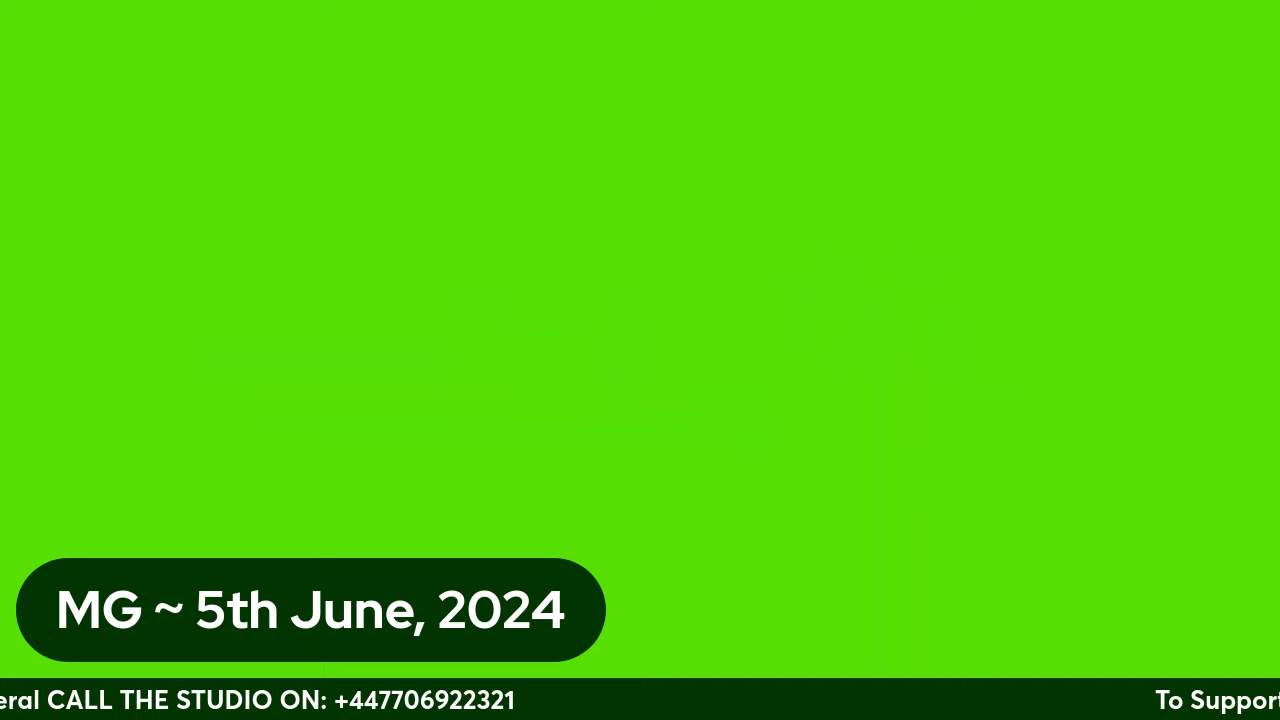 MG ~ 5th June, 2024
eral CALL THE STUDIO ON: +447706922321 To Support